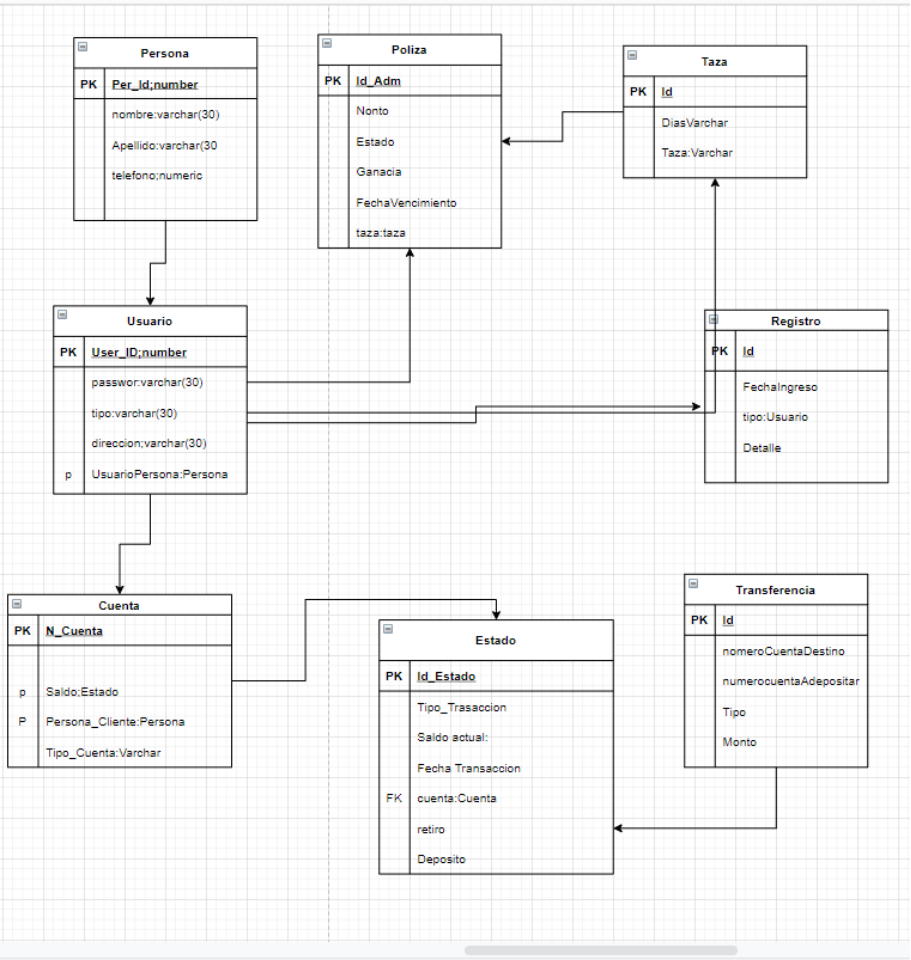 Persona
PK Per_Id;number
nombre:varchar(30)
Apellido:varchar(30
telefono;numeric
Poliza
PK Id_Adm
Nonto
Estado
Ganacia
FechaVencimiento
taza:taza
Taza
PK Id
DiasVarchar
Taza:Varchar
Usuario
PK User_ID;number
passwor:varchar(30)
tipo:varchar(30)
direccion;varchar(30)
p UsuarioPersona:Persona
Registro
PK Id
FechaIngreso
tipo:Usuario
Detalle
Cuenta
PK N_Cuenta
p Saldo;Estado
P Persona_Cliente:Persona
Tipo_Cuenta:Varchar
Estado
PK Id_Estado
Tipo_Trasaccion
Saldo actual:
Fecha Transaccion
FK cuenta:Cuenta
retiro
Deposito
Transferencia
PK Id
nomeroCuentaDestino
numerocuentaAdepositar
Tipo
Monto